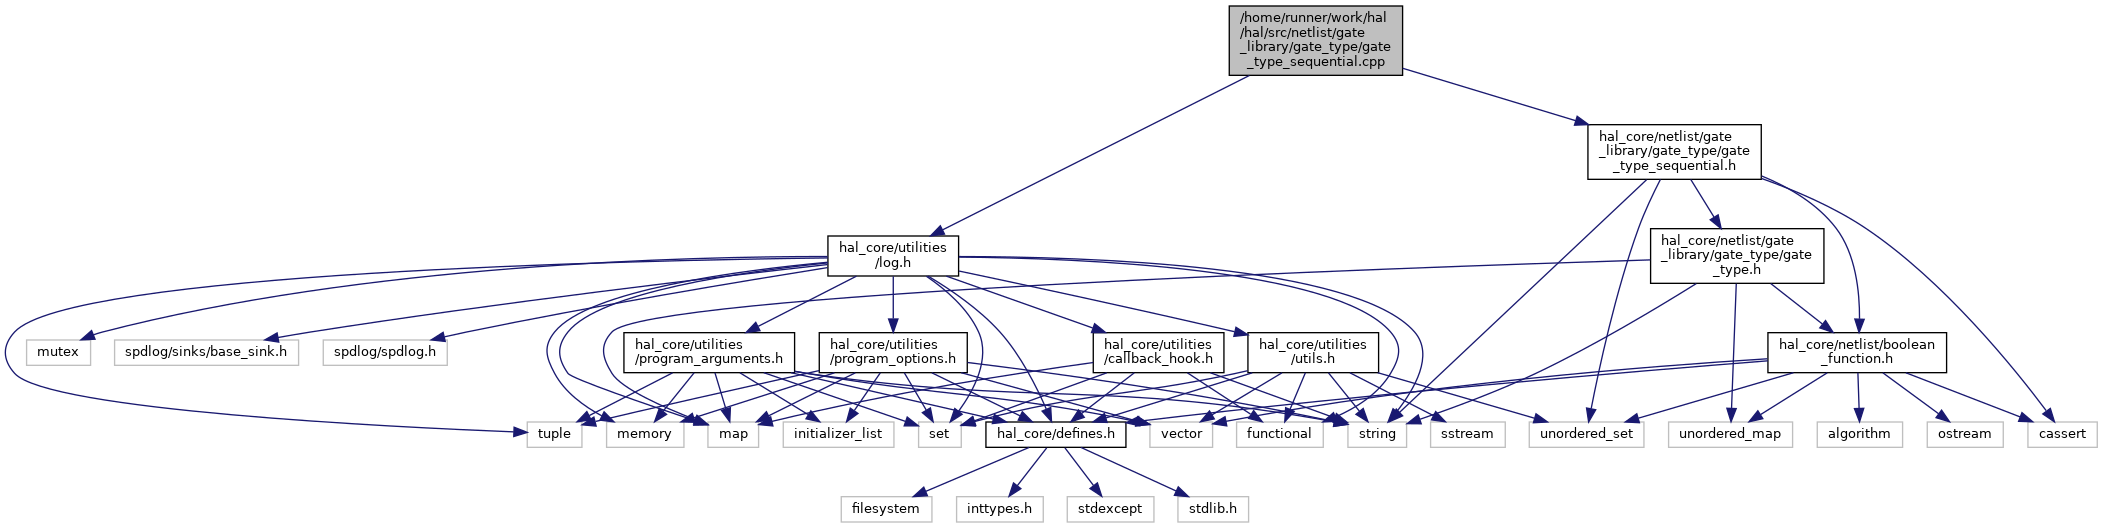 /home/runner/work/hal
/hal/src/netlist/gate
_library/gate_type/gate
_type_sequential.cpp
hal_core/netlist/gate
_library/gate_type/gate
_type_sequential.h
hal_core/netlist/gate
_library/gate_type/gate
_type.h
hal_core/utilities
/log.h
mutex
spdlog/sinks/base_sink.h
spdlog/spdlog.h
hal_core/utilities
/program_arguments.h
hal_core/utilities
/program_options.h
hal_core/utilities
/callback_hook.h
hal_core/utilities
/utils.h
hal_core/netlist/boolean
_function.h
tuple
memory
map
initializer_list
set
hal_core/defines.h
vector
functional
string
sstream
unordered_set
unordered_map
algorithm
ostream
cassert
filesystem
inttypes.h
stdexcept
stdlib.h